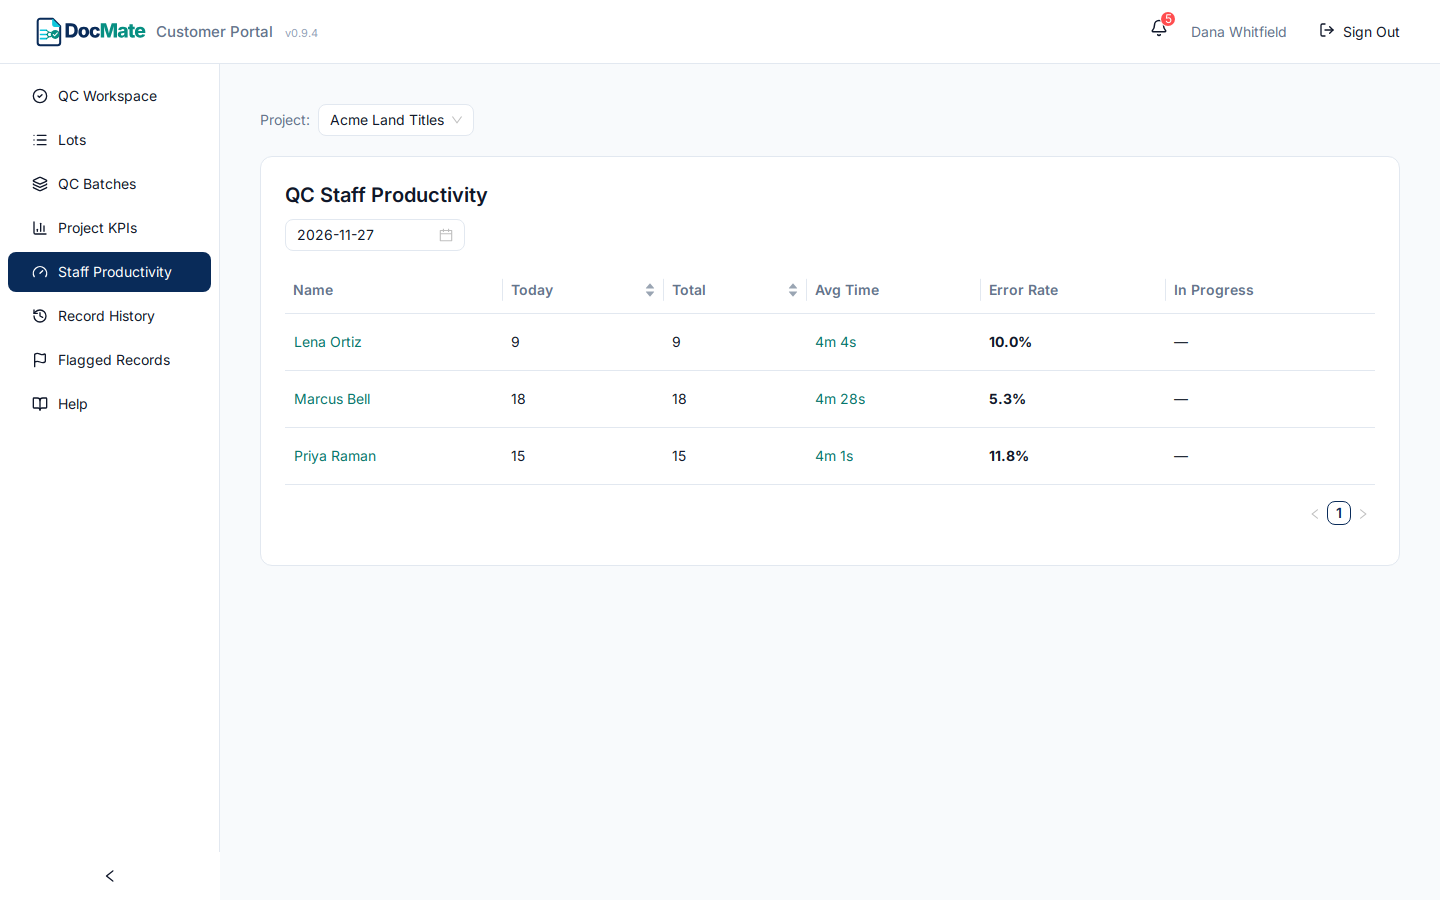 DocMate Customer Portal v0.9.4
5
Dana Whitfield
Sign Out
QC Workspace
Lots
QC Batches
Project KPIs
Staff Productivity
Record History
Flagged Records
Help
Project: Acme Land Titles
QC Staff Productivity
2026-11-27
Name Today Total Avg Time Error Rate In Progress
Lena Ortiz 9 9 4m 4s 10.0% —
Marcus Bell 18 18 4m 28s 5.3% —
Priya Raman 15 15 4m 1s 11.8% —
1